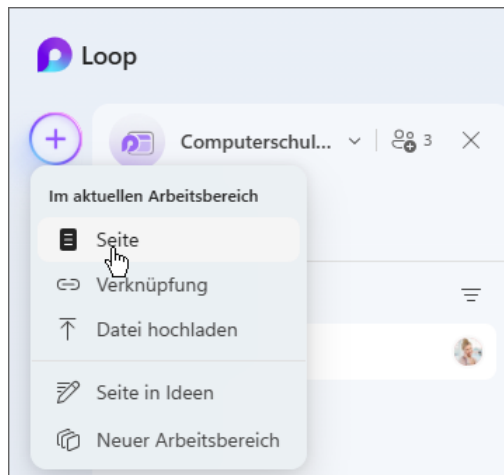 Loop
Computerschul... 3
Im aktuellen Arbeitsbereich
Seite
Verknüpfung
Datei hochladen
Seite in Ideen
Neuer Arbeitsbereich